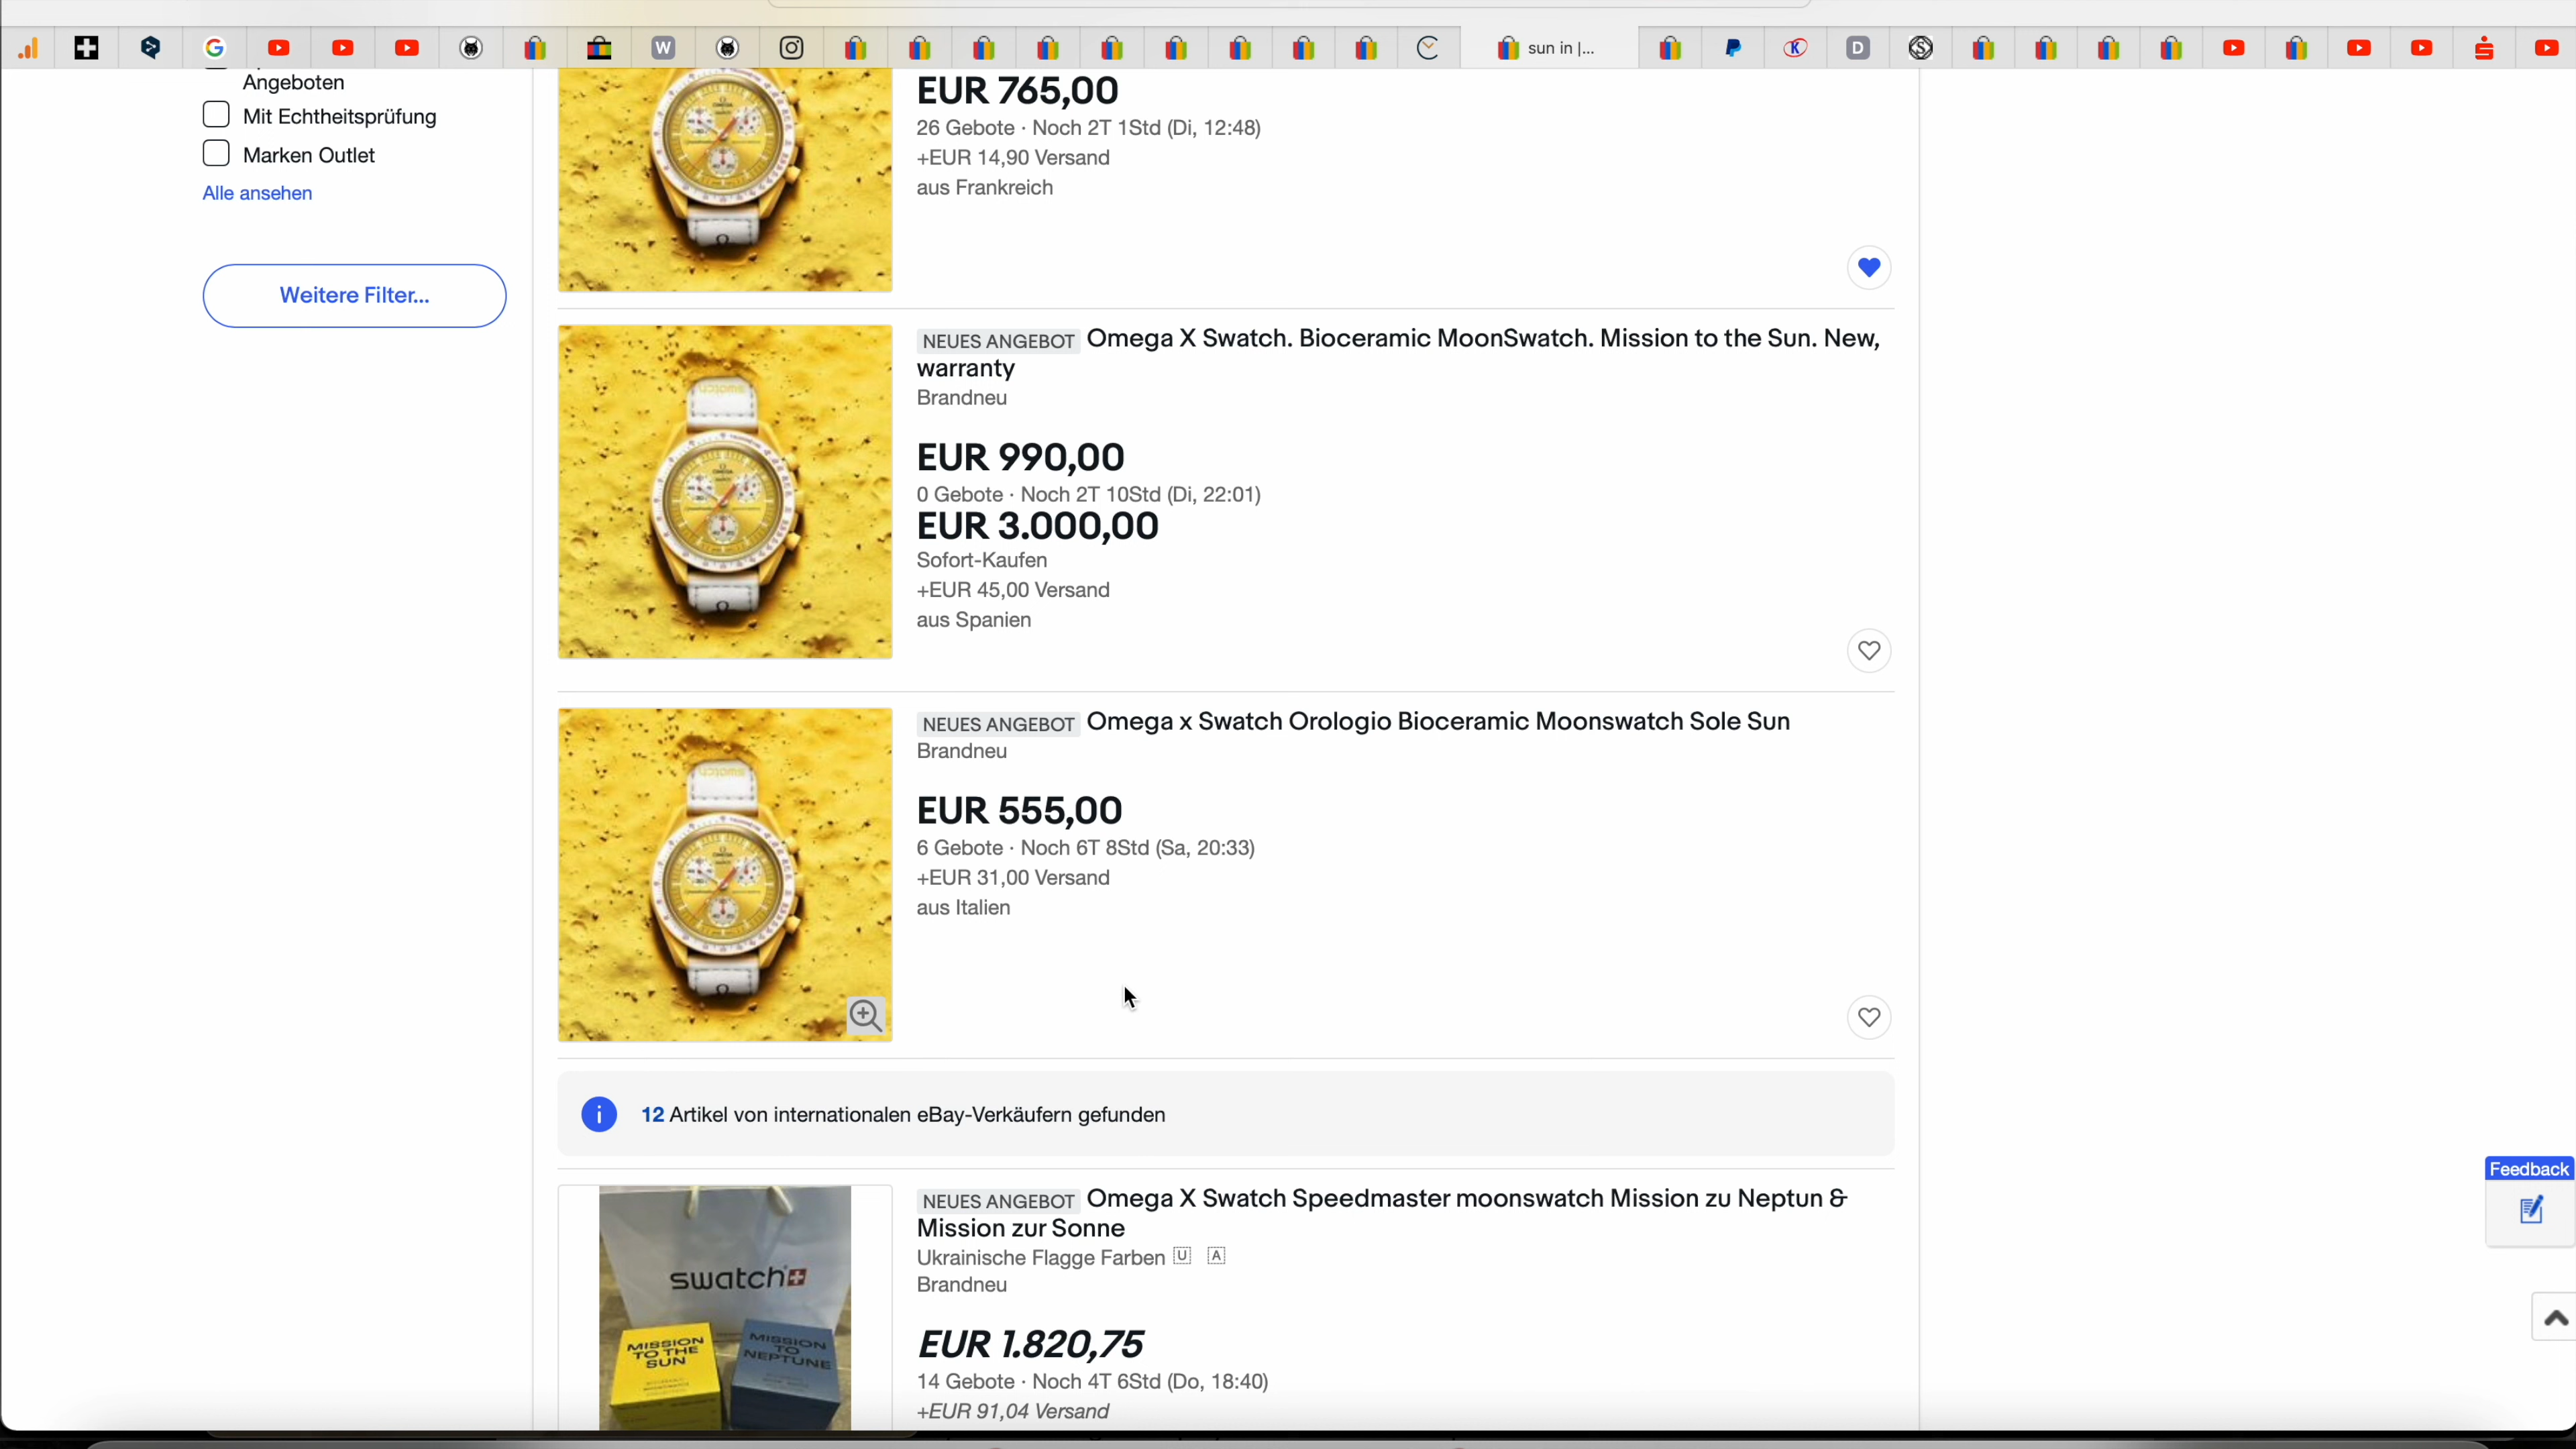 W
sun in |...
K
D
S
Angeboten
Mit Echtheitsprüfung
Marken Outlet
Alle ansehen
Weitere Filter...
EUR 765,00
26 Gebote · Noch 2T 1Std (Di, 12:48)
+EUR 14,90 Versand
aus Frankreich
NEUES ANGEBOT Omega X Swatch. Bioceramic MoonSwatch. Mission to the Sun. New,
warranty
Brandneu
EUR 990,00
0 Gebote · Noch 2T 10Std (Di, 22:01)
EUR 3.000,00
Sofort-Kaufen
+EUR 45,00 Versand
aus Spanien
NEUES ANGEBOT Omega x Swatch Orologio Bioceramic Moonswatch Sole Sun
Brandneu
EUR 555,00
6 Gebote · Noch 6T 8Std (Sa, 20:33)
+EUR 31,00 Versand
aus Italien
12 Artikel von internationalen eBay-Verkäufern gefunden
NEUES ANGEBOT Omega X Swatch Speedmaster moonswatch Mission zu Neptun &
Mission zur Sonne
Ukrainische Flagge Farben U A
Brandneu
EUR 1.820,75
14 Gebote · Noch 4T 6Std (Do, 18:40)
+EUR 91,04 Versand
swatch
MISSION
TO THE
SUN
MISSION
TO
NEPTUNE
Feedback